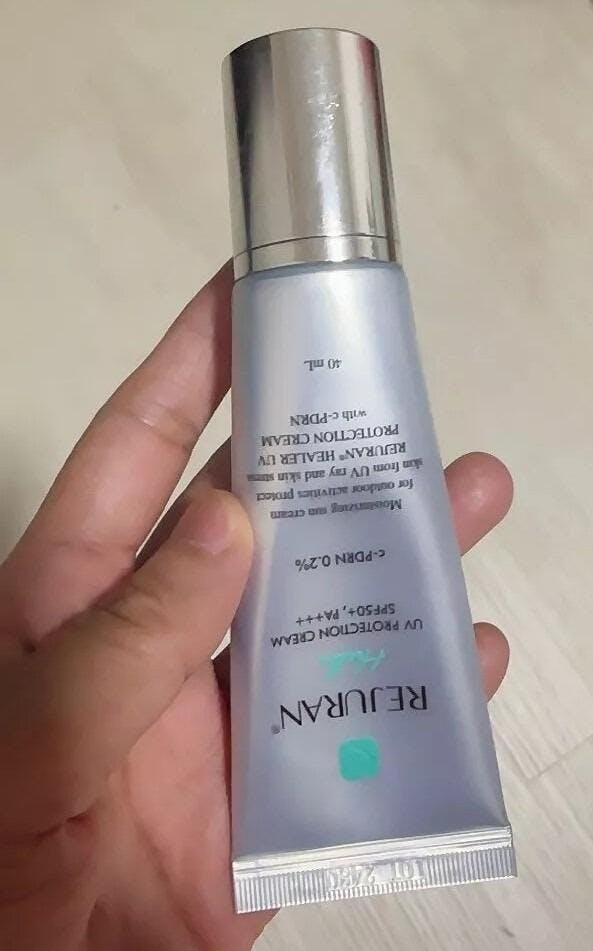 REJURAN®
UV PROTECTION CREAM
SPF50+, PA+++
c-PDRN 0.2%
Moisturizing sun cream
for outdoor activities protect
skin from UV ray and skin stress
REJURAN® HEALER UV
PROTECTION CREAM
with c-PDRN
40 mL